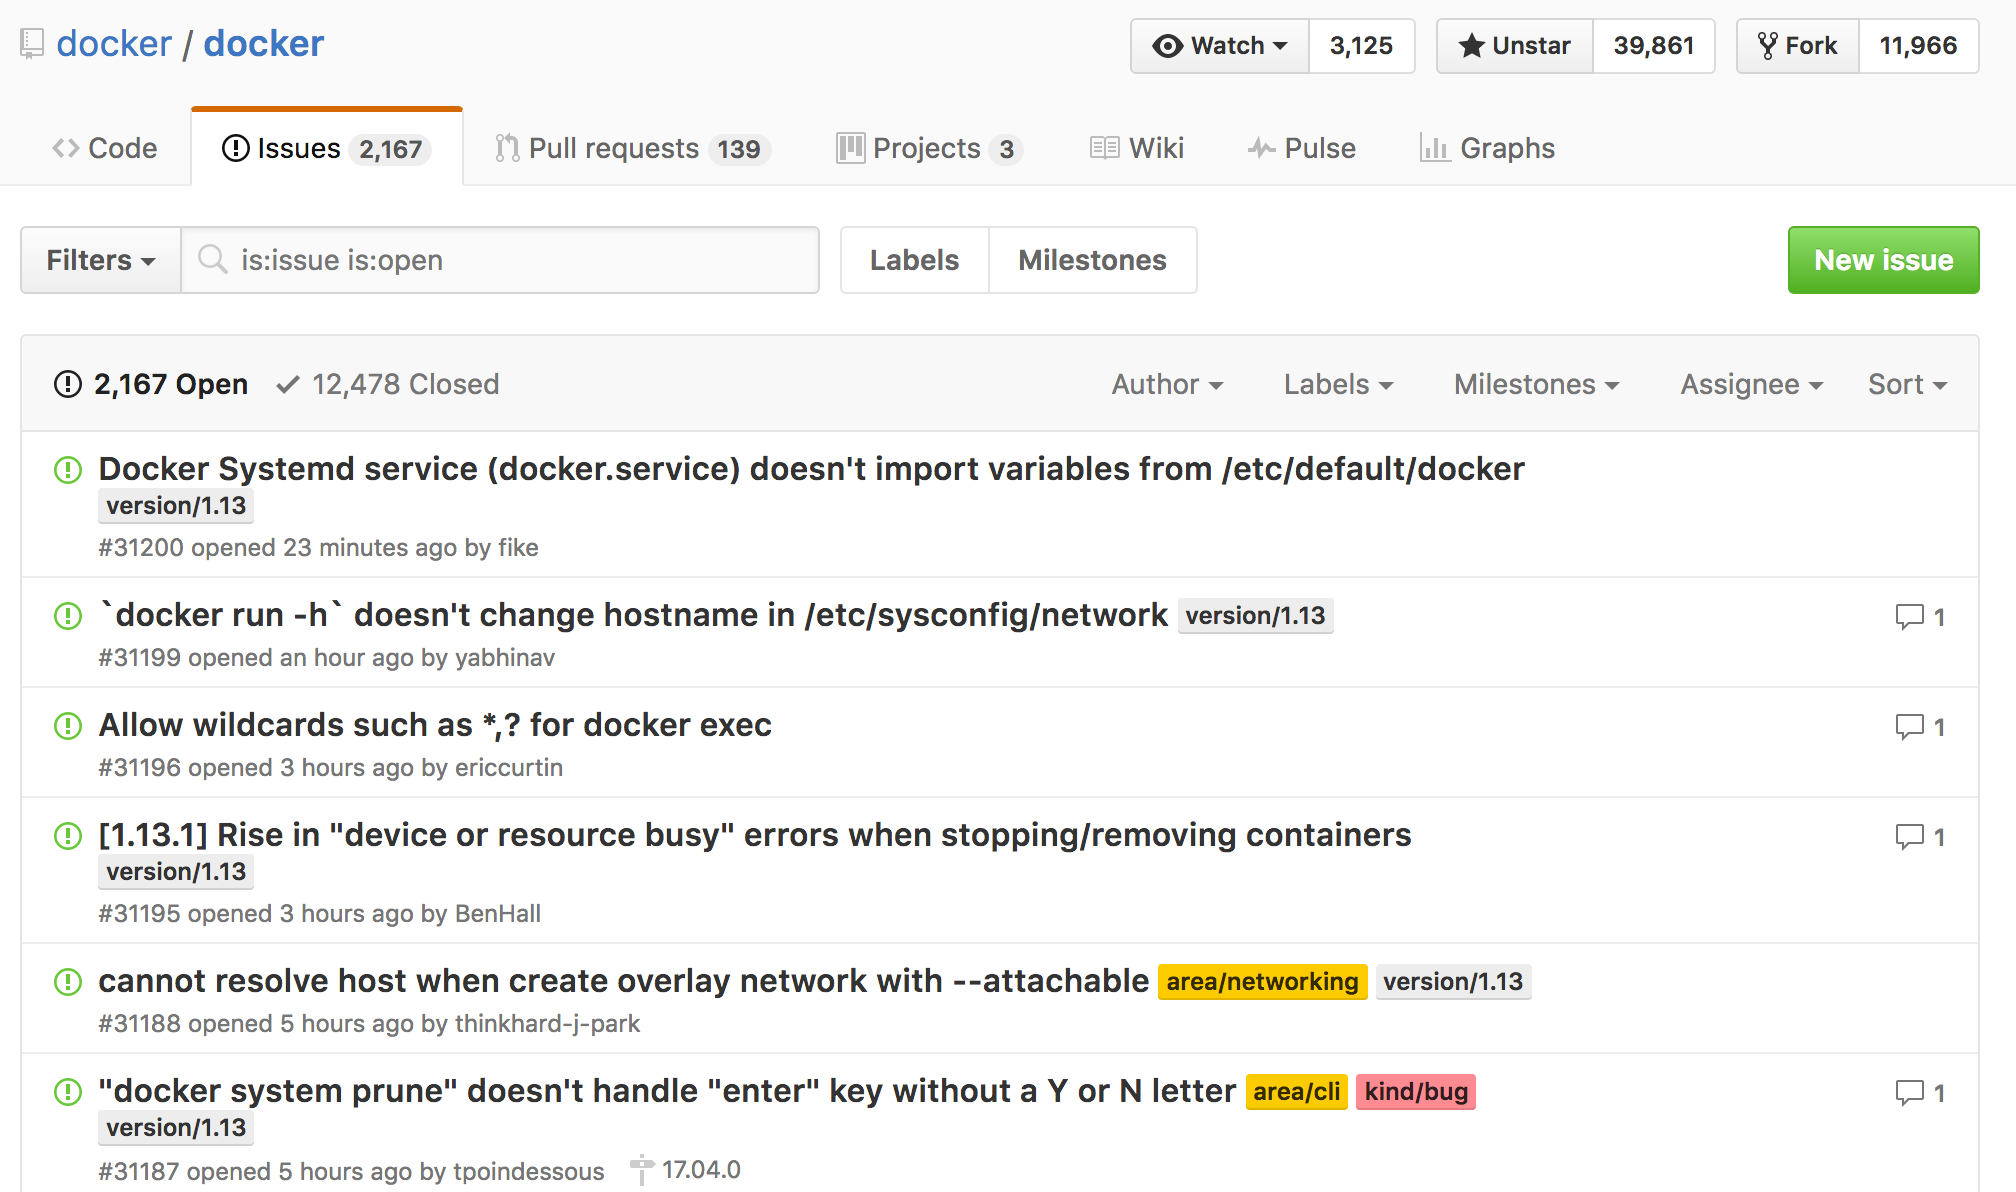 docker / docker
Watch 3,125 Unstar 39,861 Fork 11,966
Code Issues 2,167 Pull requests 139 Projects 3 Wiki Pulse Graphs
Filters is:issue is:open Labels Milestones New issue
2,167 Open 12,478 Closed Author Labels Milestones Assignee Sort
Docker Systemd service (docker.service) doesn't import variables from /etc/default/docker
version/1.13
#31200 opened 23 minutes ago by fike
`docker run -h` doesn't change hostname in /etc/sysconfig/network version/1.13 1
#31199 opened an hour ago by yabhinav
Allow wildcards such as *,? for docker exec 1
#31196 opened 3 hours ago by ericcurtin
[1.13.1] Rise in "device or resource busy" errors when stopping/removing containers 1
version/1.13
#31195 opened 3 hours ago by BenHall
cannot resolve host when create overlay network with --attachable area/networking version/1.13
#31188 opened 5 hours ago by thinkhard-j-park
"docker system prune" doesn't handle "enter" key without a Y or N letter area/cli kind/bug 1
version/1.13
#31187 opened 5 hours ago by tpoindessous 17.04.0